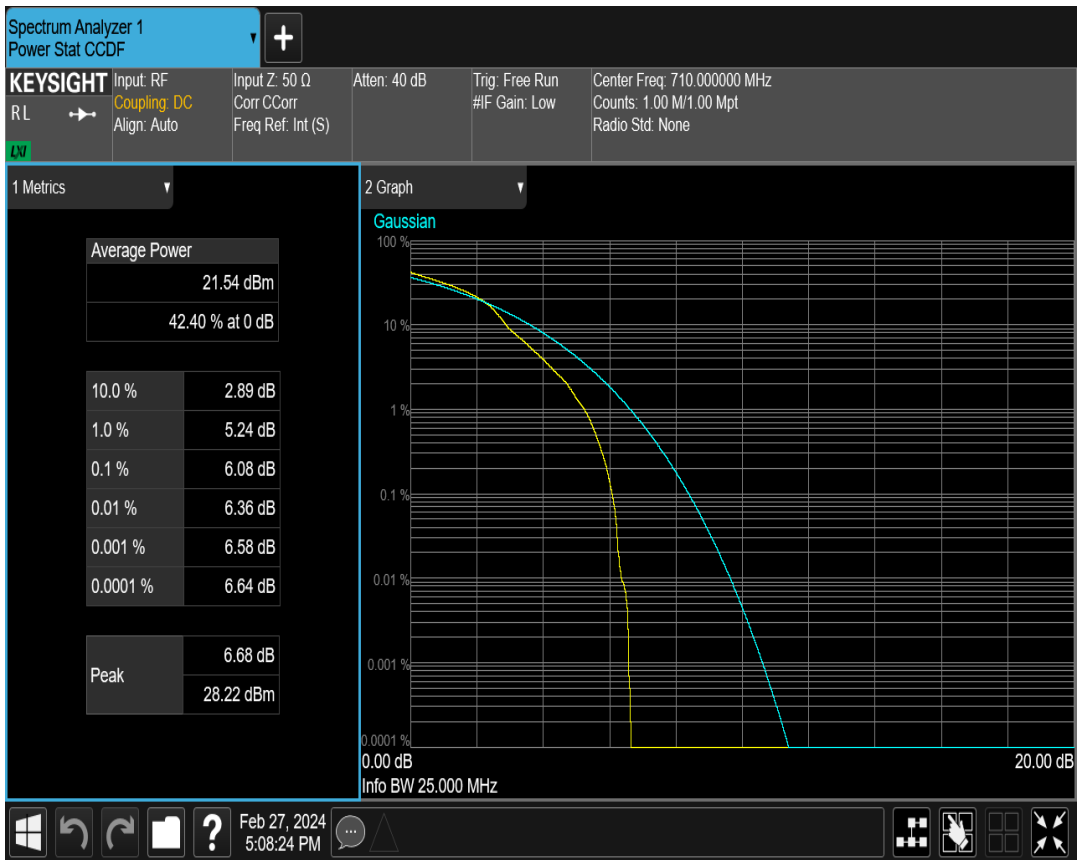 Spectrum Analyzer 1
Power Stat CCDF
KEYSIGHT
RL
LXI
Input: RF
Coupling: DC
Align: Auto
Input Z: 50 Ω
Corr CCorr
Freq Ref: Int (S)
Atten: 40 dB
Trig: Free Run
#IF Gain: Low
Center Freq: 710.000000 MHz
Counts: 1.00 M/1.00 Mpt
Radio Std: None
1 Metrics
Average Power
21.54 dBm
42.40 % at 0 dB
10.0 % 2.89 dB
1.0 % 5.24 dB
0.1 % 6.08 dB
0.01 % 6.36 dB
0.001 % 6.58 dB
0.0001 % 6.64 dB
Peak
6.68 dB
28.22 dBm
2 Graph
Gaussian
100 %
10 %
1 %
0.1 %
0.01 %
0.001 %
0.0001 %
0.00 dB 20.00 dB
Info BW 25.000 MHz
Feb 27, 2024
5:08:24 PM